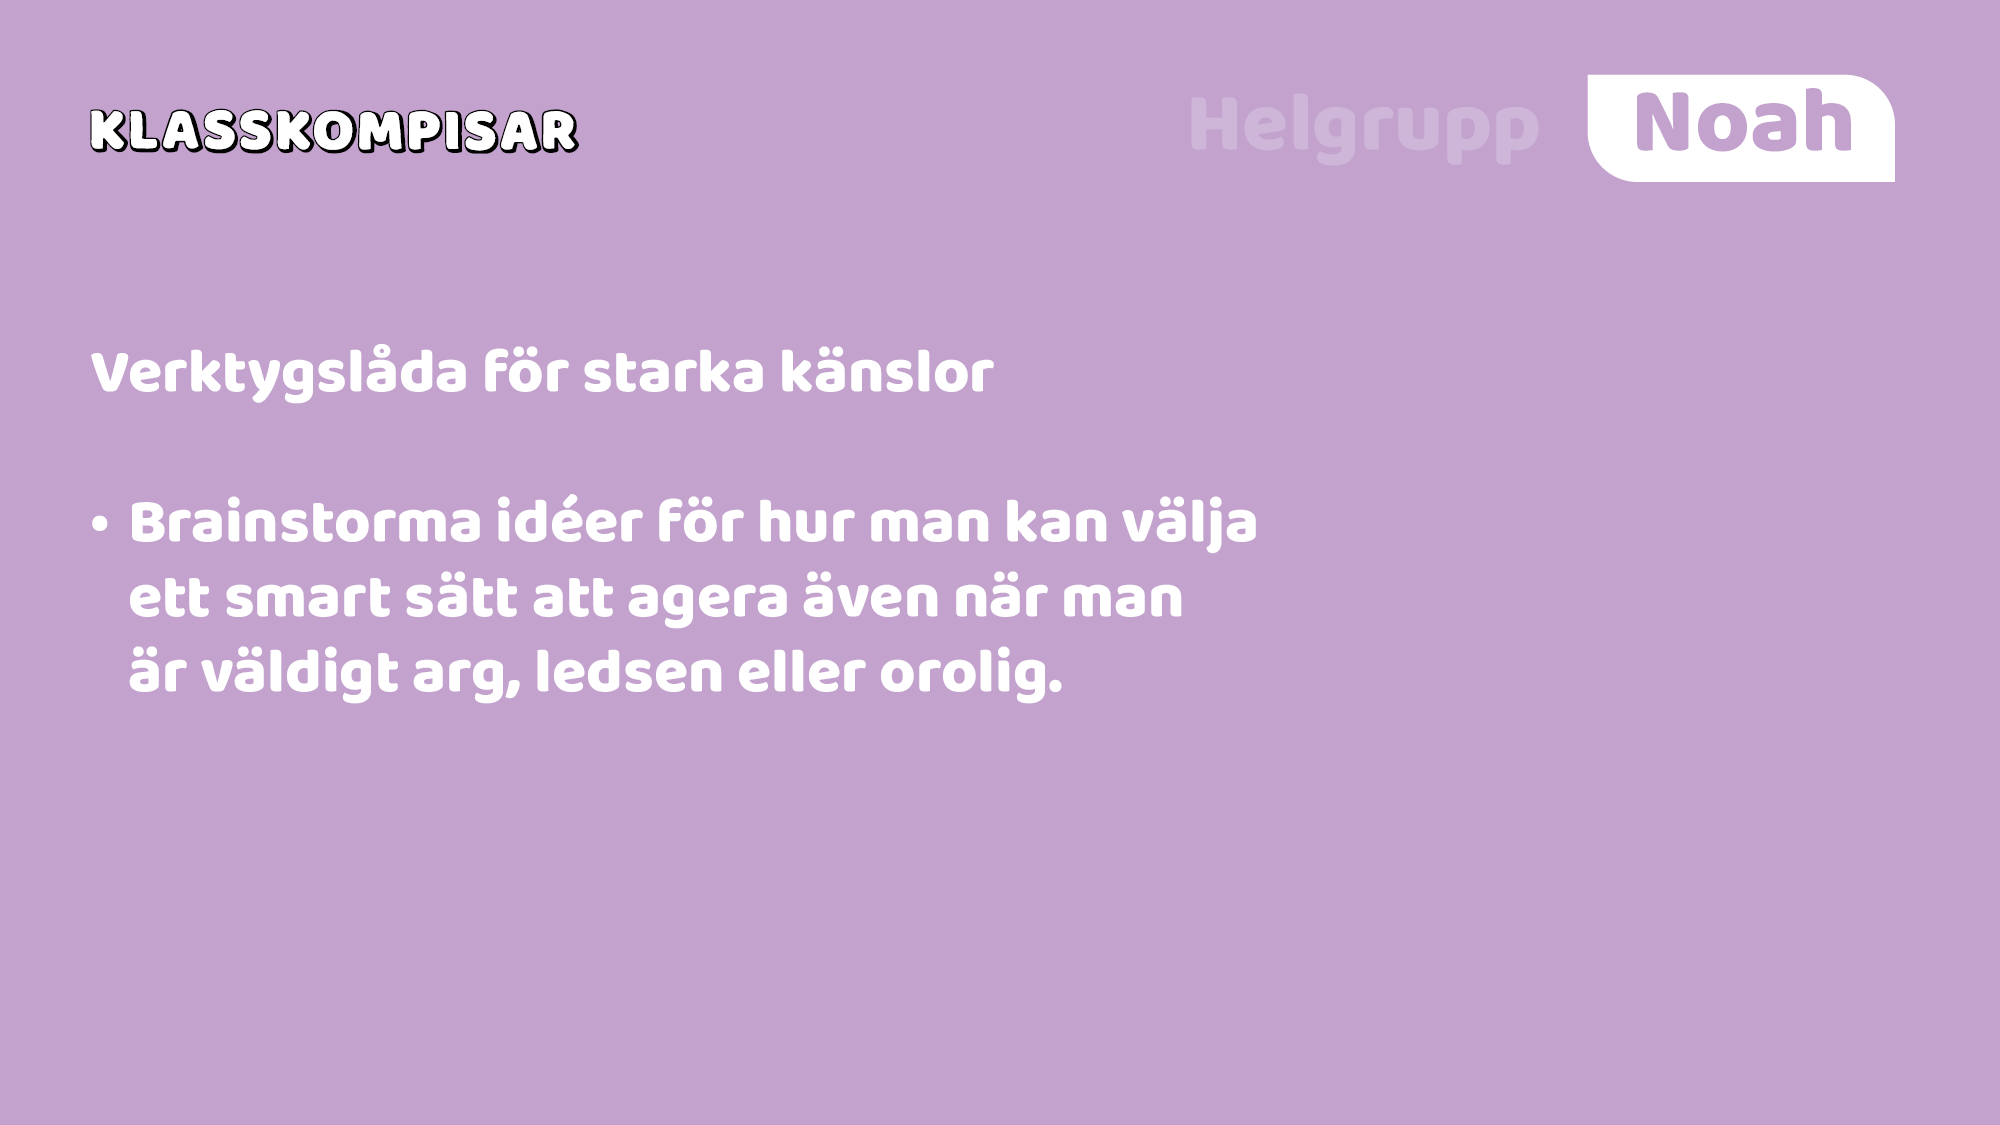 KLASSKOMPISAR
Helgrupp
Noah
Verktygslåda för starka känslor
• Brainstorma idéer för hur man kan välja
ett smart sätt att agera även när man
är väldigt arg, ledsen eller orolig.